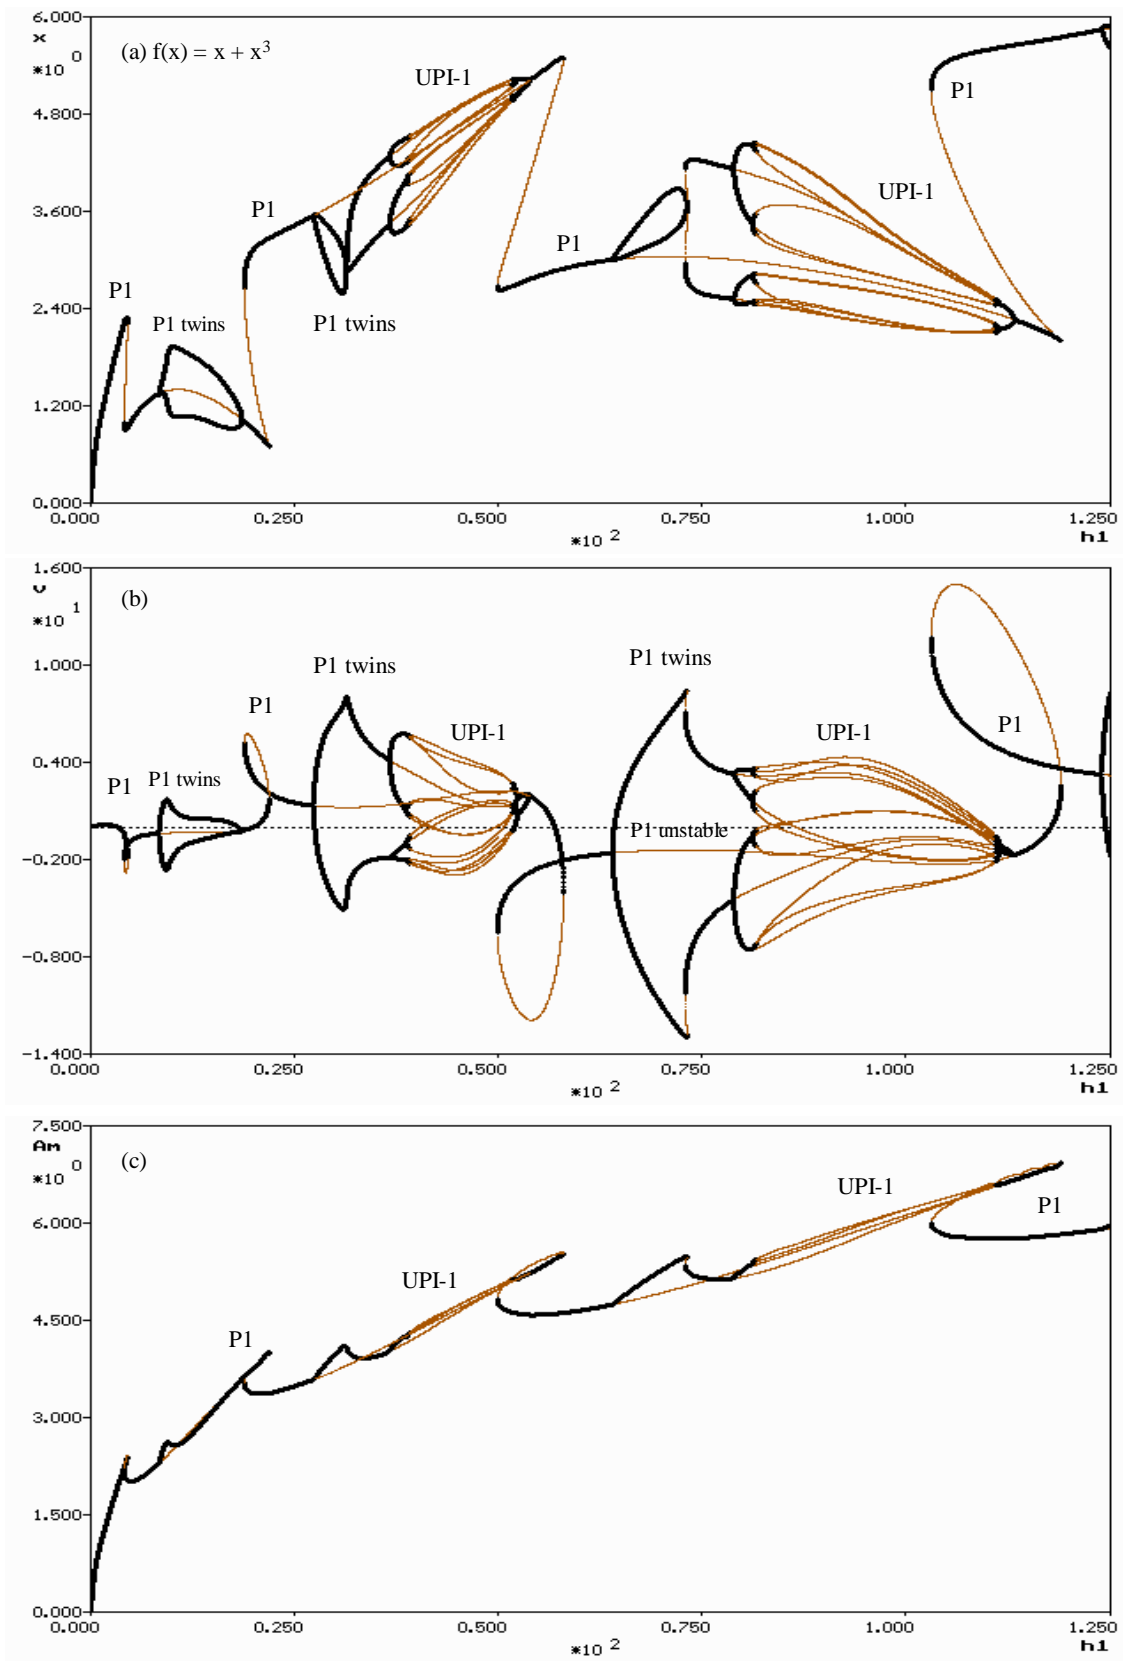 6.000
x
0
*10
(a) f(x) = x + x³
UPI-1
4.800
P1
UPI-1
3.600
P1
P1
P1
2.400
P1 twins
P1 twins
1.200
0.000
0.000 0.250 0.500 0.750 1.000 1.250
*10 2 h1
1.600
v
1
*10
(b)
1.000
P1 twins
P1 twins
P1
0.400
UPI-1
UPI-1
P1
P1
P1 twins
P1 unstable
-0.200
-0.800
-1.400
0.000 0.250 0.500 0.750 1.000 1.250
*10 2 h1
7.500
Am
0
*10
(c)
UPI-1
P1
6.000
UPI-1
4.500
P1
3.000
1.500
0.000
0.000 0.250 0.500 0.750 1.000 1.250
*10 2 h1